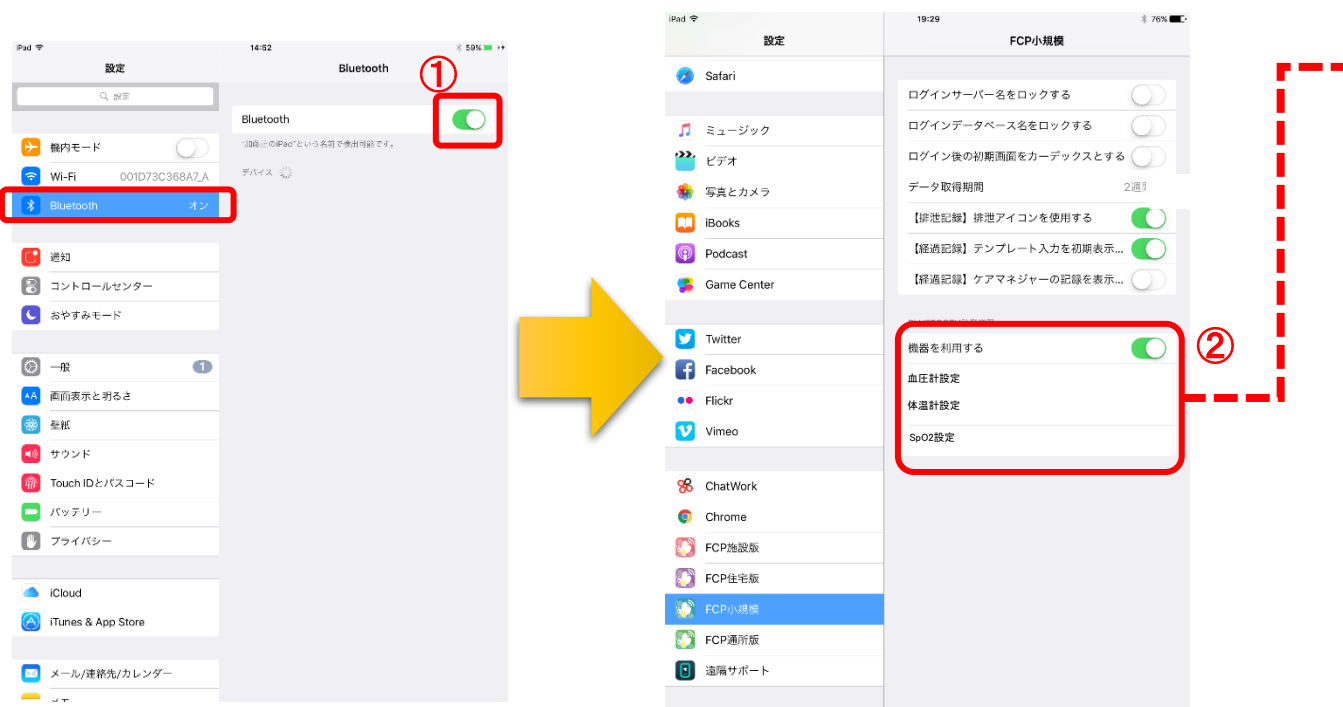 iPad
14:52
59%
設定
Bluetooth
①
設定
Bluetooth
機内モード
Wi-Fi
001D73C368A7_A
デバイス
Bluetooth
オン
通知
コントロールセンター
おやすみモード
一般
1
画面表示と明るさ
壁紙
サウンド
Touch IDとパスコード
バッテリー
プライバシー
iCloud
iTunes & App Store
メール/連絡先/カレンダー
iPad
19:29
76%
設定
FCP小規模
Safari
ミュージック
ビデオ
写真とカメラ
iBooks
Podcast
Game Center
Twitter
Facebook
Flickr
Vimeo
ChatWork
Chrome
FCP施設版
FCP住宅版
FCP小規模
FCP通所版
遠隔サポート
ログインサーバー名をロックする
ログインデータベース名をロックする
ログイン後の初期画面をカーデックスとする
データ取得期間
2週
【排泄記録】排泄アイコンを使用する
【経過記録】テンプレート入力を初期表示...
【経過記録】ケアマネジャーの記録を表示...
機器を利用する
②
血圧計設定
体温計設定
SpO2設定